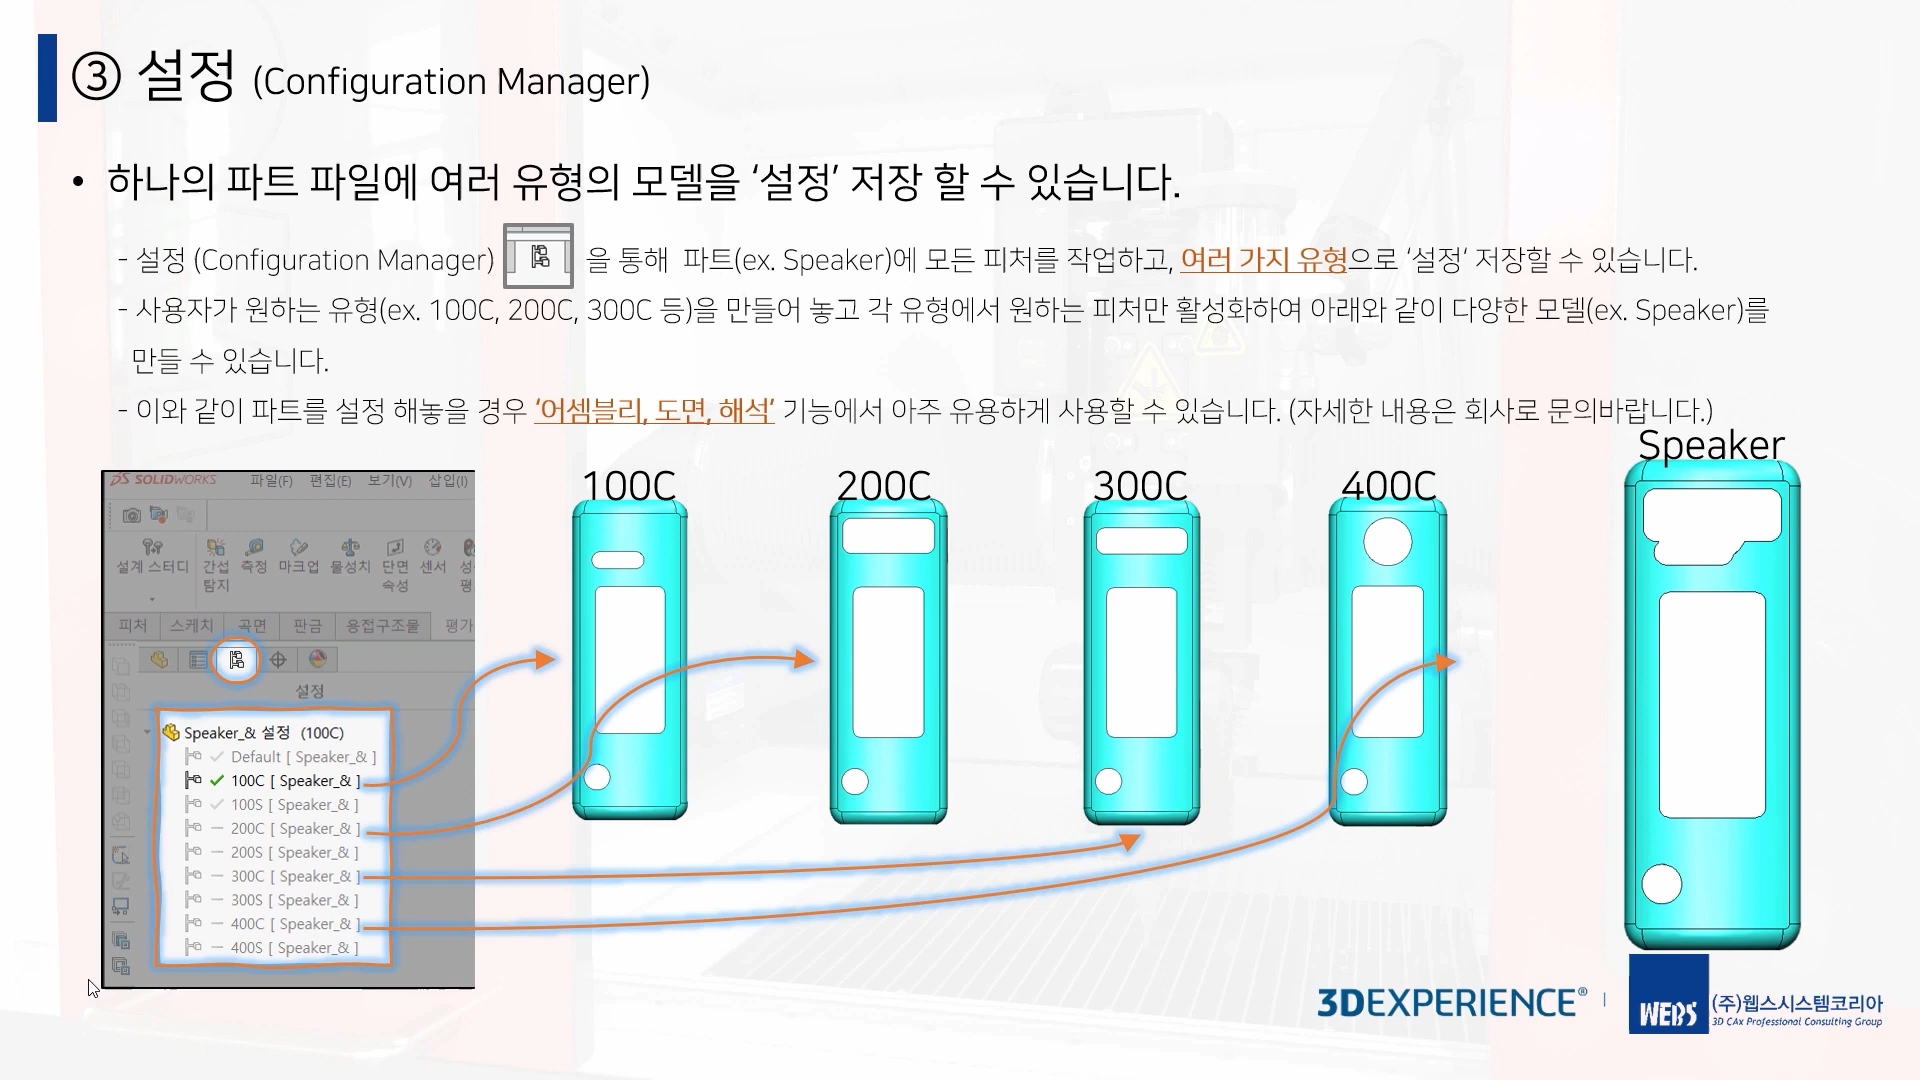 ③ 설정 (Configuration Manager)
• 하나의 파트 파일에 여러 유형의 모델을 ‘설정’ 저장 할 수 있습니다.
- 설정 (Configuration Manager) 을 통해 파트(ex. Speaker)에 모든 피처를 작업하고, 여러 가지 유형으로 ‘설정‘ 저장할 수 있습니다.
- 사용자가 원하는 유형(ex. 100C, 200C, 300C 등)을 만들어 놓고 각 유형에서 원하는 피처만 활성화하여 아래와 같이 다양한 모델(ex. Speaker)를
만들 수 있습니다.
- 이와 같이 파트를 설정 해놓을 경우 ‘어셈블리, 도면, 해석’ 기능에서 아주 유용하게 사용할 수 있습니다. (자세한 내용은 회사로 문의바랍니다.)
SOLIDWORKS 파일(F) 편집(E) 보기(V) 삽입(I)
설계 스터디 간섭 측정 마크업 물성치 단면 센서
탐지 속성
피처 스케치 곡면 판금 용접구조물 평가
설정
Speaker_& 설정 (100C)
Default [ Speaker_& ]
100C [ Speaker_& ]
100S [ Speaker_& ]
200C [ Speaker_& ]
200S [ Speaker_& ]
300C [ Speaker_& ]
300S [ Speaker_& ]
400C [ Speaker_& ]
400S [ Speaker_& ]
100C
200C
300C
400C
Speaker
3DEXPERIENCE®
WEBS
(주)웹스시스템코리아
3D CAx Professional Consulting Group